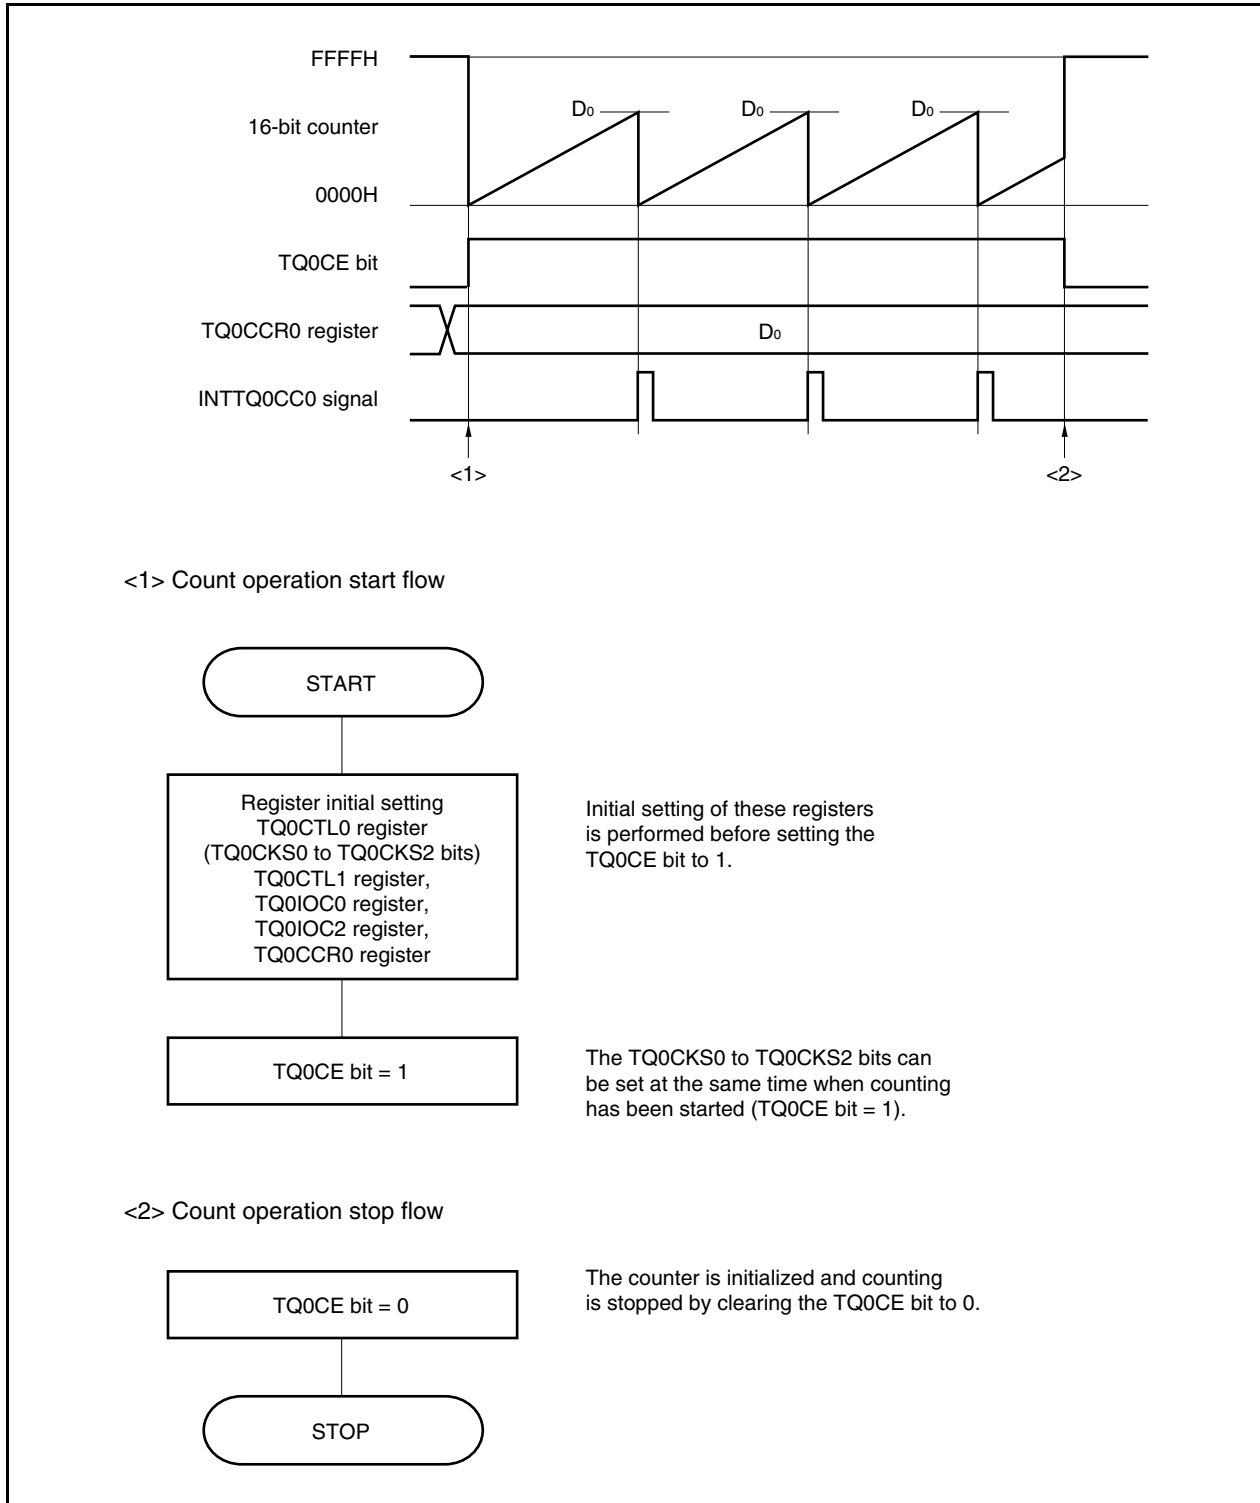 FFFFH
D0 D0 D0
16-bit counter
0000H
TQ0CE bit
TQ0CCR0 register D0
INTTQ0CC0 signal
<1> <2>
<1> Count operation start flow
START
Register initial setting
TQ0CTL0 register
(TQ0CKS0 to TQ0CKS2 bits)
TQ0CTL1 register,
TQ0IOC0 register,
TQ0IOC2 register,
TQ0CCR0 register
Initial setting of these registers
is performed before setting the
TQ0CE bit to 1.
TQ0CE bit = 1
The TQ0CKS0 to TQ0CKS2 bits can
be set at the same time when counting
has been started (TQ0CE bit = 1).
<2> Count operation stop flow
TQ0CE bit = 0
The counter is initialized and counting
is stopped by clearing the TQ0CE bit to 0.
STOP